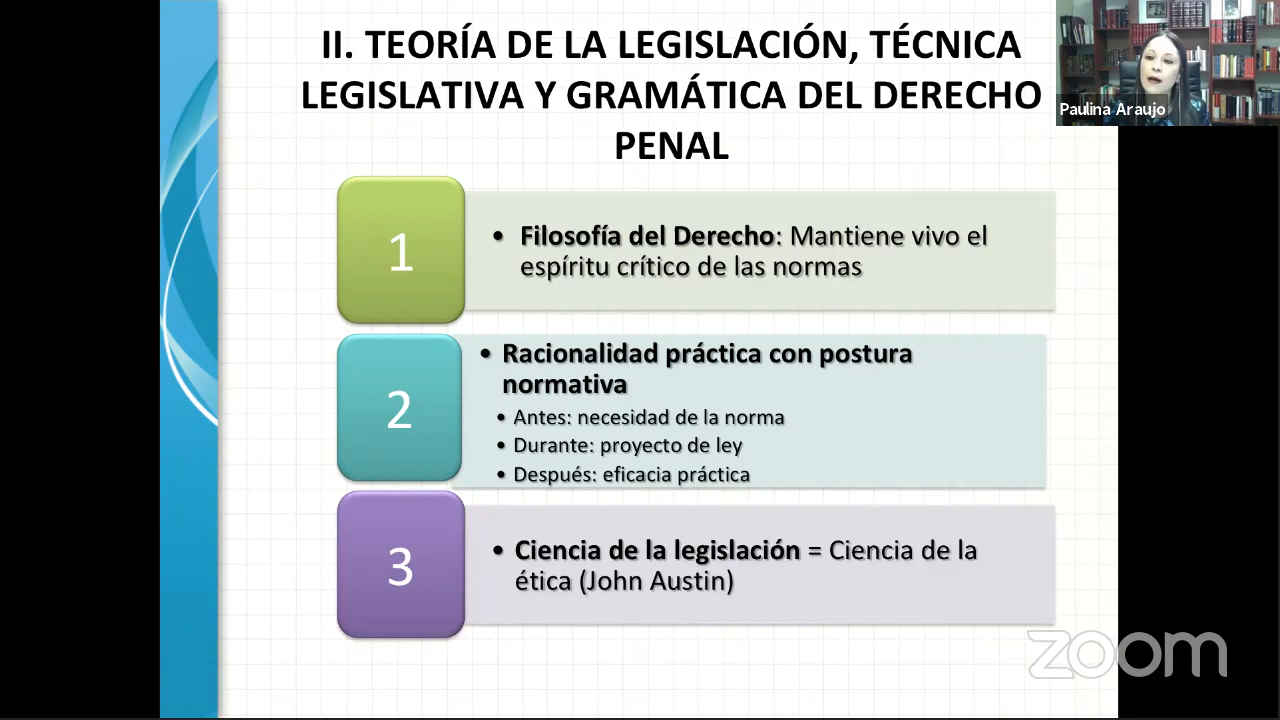 II. TEORÍA DE LA LEGISLACIÓN, TÉCNICA
LEGISLATIVA Y GRAMÁTICA DEL DERECHO
PENAL
Paulina Araujo
1
• Filosofía del Derecho: Mantiene vivo el
espíritu crítico de las normas
2
• Racionalidad práctica con postura
normativa
• Antes: necesidad de la norma
• Durante: proyecto de ley
• Después: eficacia práctica
3
• Ciencia de la legislación = Ciencia de la
ética (John Austin)
zoom